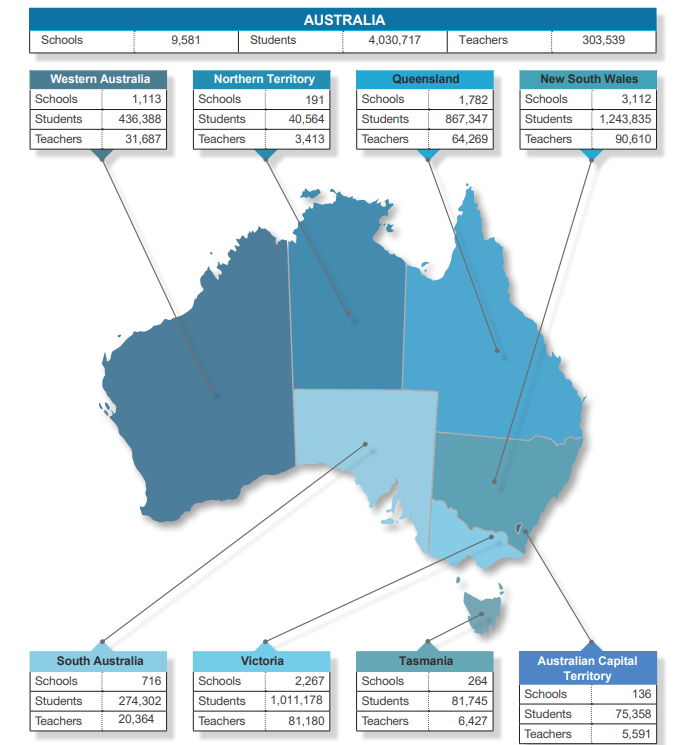 AUSTRALIA
Schools 9,581 Students 4,030,717 Teachers 303,539
Western Australia
Schools 1,113
Students 436,388
Teachers 31,687
Northern Territory
Schools 191
Students 40,564
Teachers 3,413
Queensland
Schools 1,782
Students 867,347
Teachers 64,269
New South Wales
Schools 3,112
Students 1,243,835
Teachers 90,610
South Australia
Schools 716
Students 274,302
Teachers 20,364
Victoria
Schools 2,267
Students 1,011,178
Teachers 81,180
Tasmania
Schools 264
Students 81,745
Teachers 6,427
Australian Capital
Territory
Schools 136
Students 75,358
Teachers 5,591